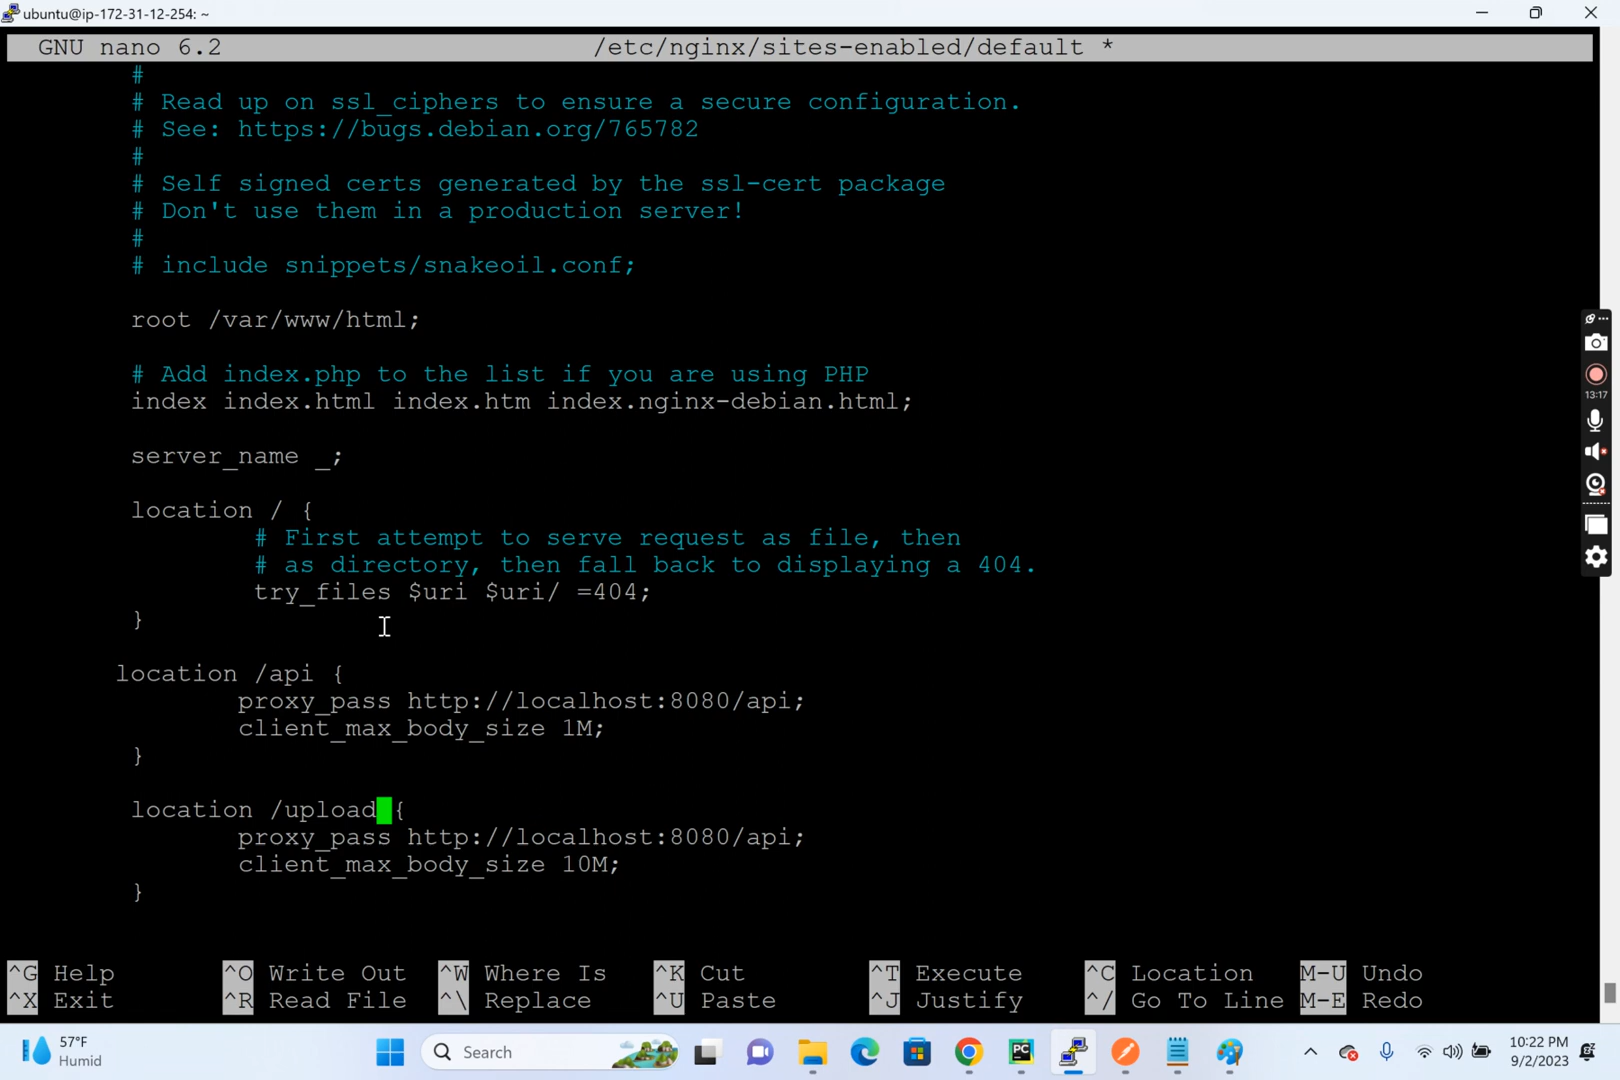 ubuntu@ip-172-31-12-254: ~
GNU nano 6.2 /etc/nginx/sites-enabled/default *
#
# Read up on ssl_ciphers to ensure a secure configuration.
# See: https://bugs.debian.org/765782
#
# Self signed certs generated by the ssl-cert package
# Don't use them in a production server!
#
# include snippets/snakeoil.conf;
root /var/www/html;
# Add index.php to the list if you are using PHP
index index.html index.htm index.nginx-debian.html;
server_name _;
location / {
# First attempt to serve request as file, then
# as directory, then fall back to displaying a 404.
try_files $uri $uri/ =404;
}
location /api {
proxy_pass http://localhost:8080/api;
client_max_body_size 1M;
}
location /upload {
proxy_pass http://localhost:8080/api;
client_max_body_size 10M;
}
^G Help ^O Write Out ^W Where Is ^K Cut ^T Execute ^C Location M-U Undo
^X Exit ^R Read File ^\ Replace ^U Paste ^J Justify ^/ Go To Line M-E Redo
13:17
57°F
Humid
Search
PC
10:22 PM
9/2/2023